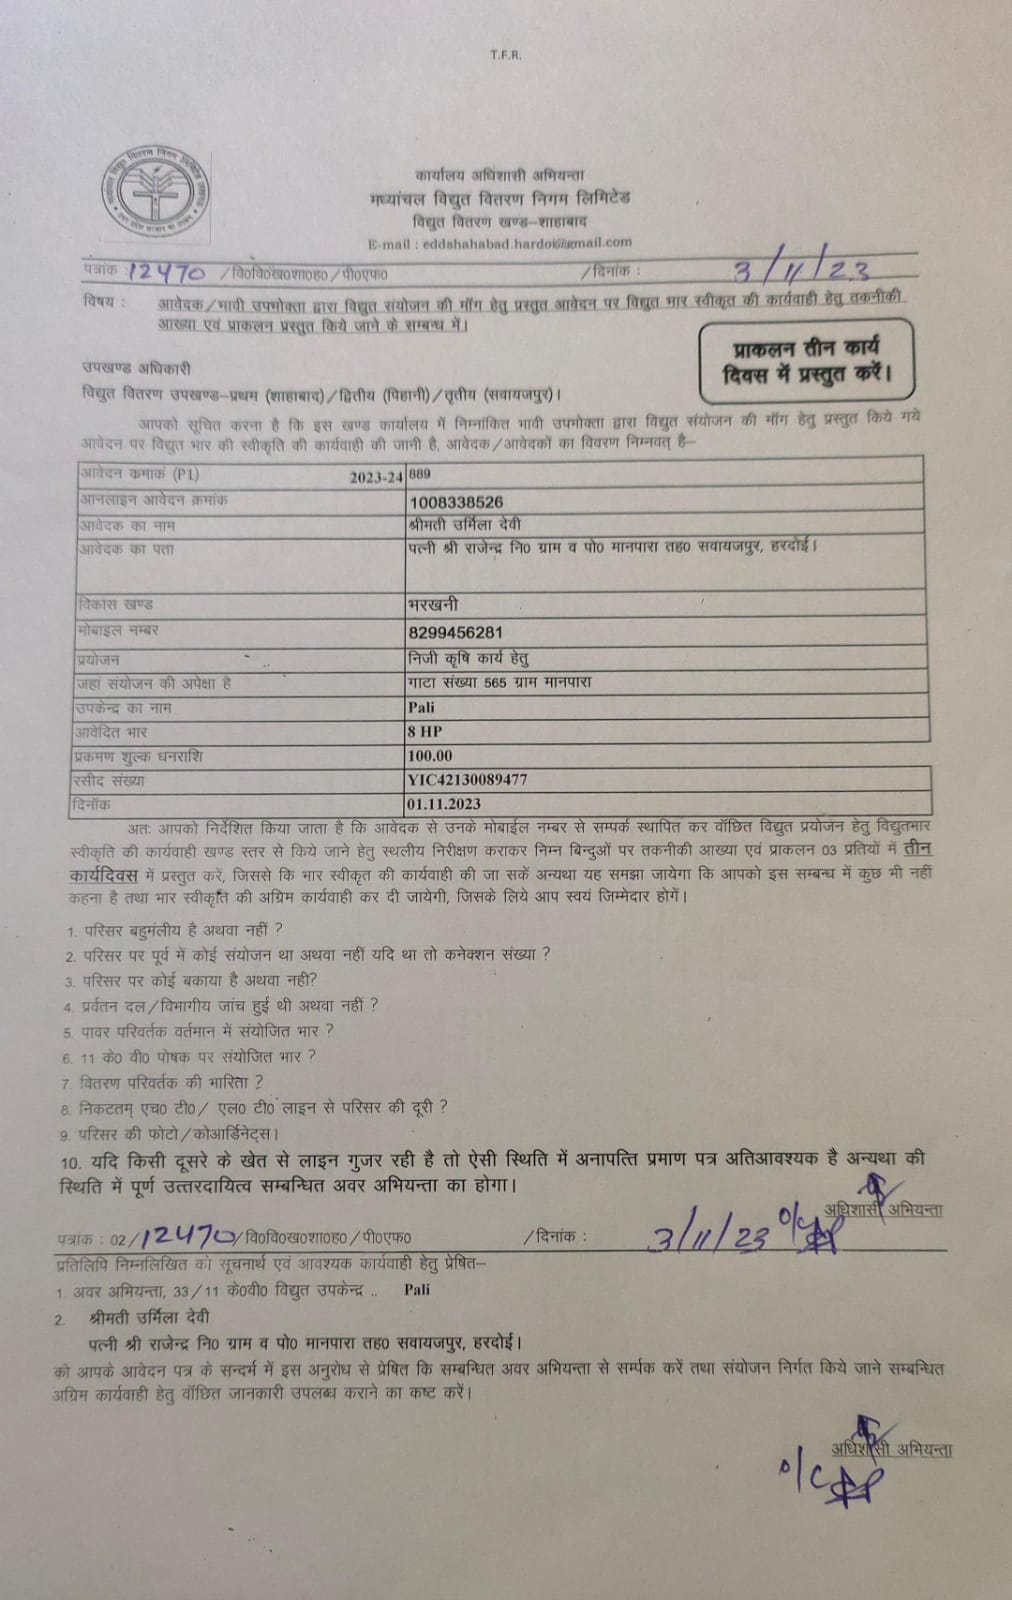 T.F.R.
कार्यालय अधिशासी अभियन्ता
मध्यांचल विद्युत वितरण निगम लिमिटेड
विद्युत वितरण खण्ड–शाहाबाद
E-mail : eddshahabad.hardoi@gmail.com
पत्रांक : 12470 /वि0वि0ख0शा0ह0/पी0एफ0 /दिनांक : 3/11/23
विषय : आवेदक/भावी उपभोक्ता द्वारा विद्युत संयोजन की माँग हेतु प्रस्तुत आवेदन पर विद्युत भार स्वीकृत की कार्यवाही हेतु तकनीकी
आख्या एवं प्राकलन प्रस्तुत किये जाने के सम्बन्ध में।
प्राकलन तीन कार्य
दिवस में प्रस्तुत करें।
उपखण्ड अधिकारी
विद्युत वितरण उपखण्ड–प्रथम (शाहाबाद)/द्वितीय (पिहानी)/तृतीय (सवायजपुर)।
आपको सूचित करना है कि इस खण्ड कार्यालय में निम्नांकित भावी उपभोक्ता द्वारा विद्युत संयोजन की माँग हेतु प्रस्तुत किये गये
आवेदन पर विद्युत भार की स्वीकृति की कार्यवाही की जानी है, आवेदक/आवेदकों का विवरण निम्नवत् है–
आवेदन कमाकं (P1) 2023-24 889
आनलाइन आवेदन क्रमांक 1008338526
आवेदक का नाम श्रीमती उर्मिला देवी
आवेदक का पता पत्नी श्री राजेन्द्र नि0 ग्राम व पो0 मानपारा तह0 सवायजपुर, हरदोई।
विकास खण्ड भरखनी
मोबाइल नम्बर 8299456281
प्रयोजन निजी कृषि कार्य हेतु
जहां संयोजन की अपेक्षा है गाटा संख्या 565 ग्राम मानपारा
उपकेन्द्र का नाम Pali
आवेदित भार 8 HP
प्रकमण शुल्क धनराशि 100.00
रसीद संख्या YIC42130089477
दिनॉक 01.11.2023
अतः आपको निर्देशित किया जाता है कि आवेदक से उनके मोबाईल नम्बर से सम्पर्क स्थापित कर वॉछित विद्युत प्रयोजन हेतु विद्युतभार
स्वीकृति की कार्यवाही खण्ड स्तर से किये जाने हेतु स्थलीय निरीक्षण कराकर निम्न बिन्दुओं पर तकनीकी आख्या एवं प्राकलन 03 प्रतियों में तीन
कार्यदिवस में प्रस्तुत करें, जिससे कि भार स्वीकृत की कार्यवाही की जा सकें अन्यथा यह समझा जायेगा कि आपको इस सम्बन्ध में कुछ भी नहीं
कहना है तथा भार स्वीकृति की अग्रिम कार्यवाही कर दी जायेगी, जिसके लिये आप स्वयं जिम्मेदार होगें।
1. परिसर बहुमंलीय है अथवा नहीं ?
2. परिसर पर पूर्व में कोई संयोजन था अथवा नहीं यदि था तो कनेक्शन संख्या ?
3. परिसर पर कोई बकाया है अथवा नही?
4. प्रर्वतन दल/विभागीय जांच हुई थी अथवा नहीं ?
5. पावर परिवर्तक वर्तमान में संयोजित भार ?
6. 11 के0 वी0 पोषक पर संयोजित भार ?
7. वितरण परिवर्तक की भारिता ?
8. निकटतम् एच0 टी0/ एल0 टी0 लाइन से परिसर की दूरी ?
9. परिसर की फोटो/कोआर्डिनेट्स।
10. यदि किसी दूसरे के खेत से लाइन गुजर रही है तो ऐसी स्थिति में अनापत्ति प्रमाण पत्र अतिआवश्यक है अन्यथा की
स्थिति में पूर्ण उत्तरदायित्व सम्बन्धित अवर अभियन्ता का होगा।
अधिशासी अभियन्ता
पत्रांक : 02/12470/वि0वि0ख0शा0ह0/पी0एफ0 /दिनांक : 3/11/23 o/c
प्रतिलिपि निम्नलिखित को सूचनार्थ एवं आवश्यक कार्यवाही हेतु प्रेषित–
1. अवर अभियन्ता, 33/11 के0वी0 विद्युत उपकेन्द्र .. Pali
2. श्रीमती उर्मिला देवी
पत्नी श्री राजेन्द्र नि0 ग्राम व पो0 मानपारा तह0 सवायजपुर, हरदोई।
को आपके आवेदन पत्र के सन्दर्भ में इस अनुरोध से प्रेषित कि सम्बन्धित अवर अभियन्ता से सर्म्पक करें तथा संयोजन निर्गत किये जाने सम्बन्धित
अग्रिम कार्यवाही हेतु वॉछित जानकारी उपलब्ध कराने का कष्ट करें।
अधिशासी अभियन्ता
o/c